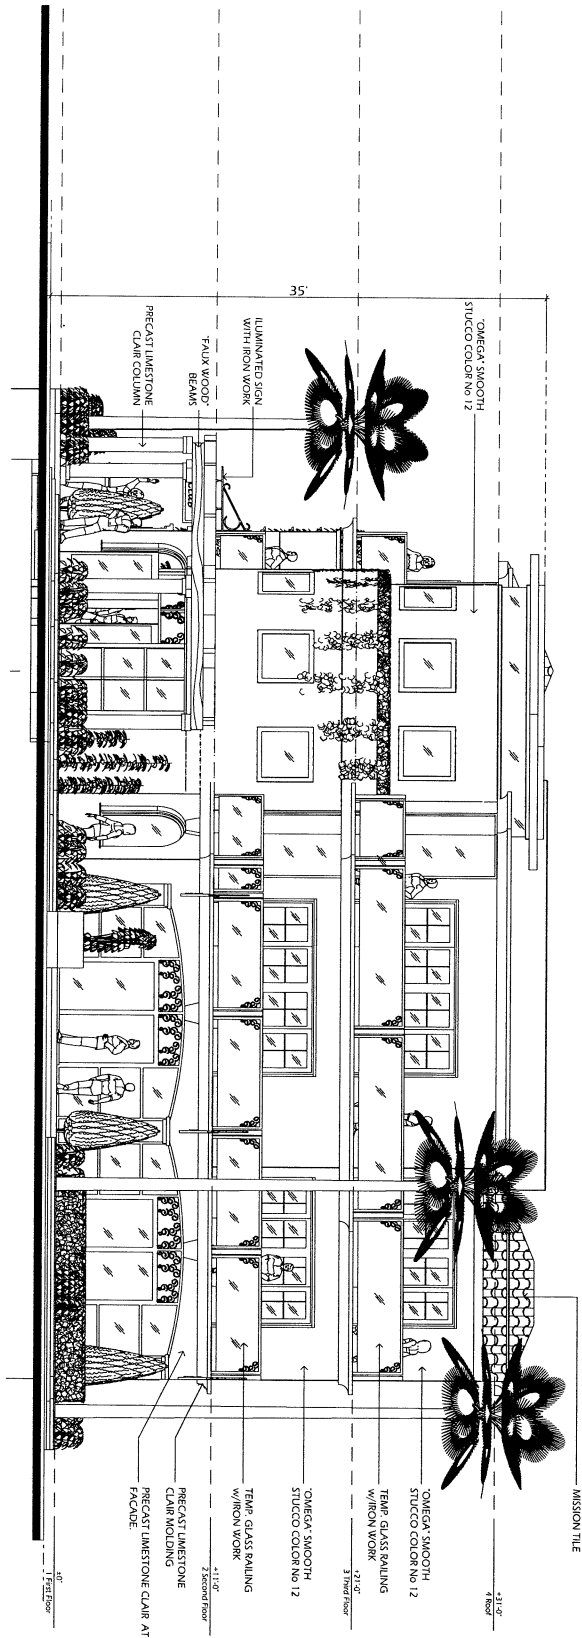 35'
"OMEGA" SMOOTH
STUCCO COLOR No 12
ILUMINATED SIGN
WITH IRON WORK
"FAUX WOOD"
BEAMS
PRECAST LIMESTONE
CLAIR COLUMN
MISSION TILE
+31'-0"
4 Roof
"OMEGA" SMOOTH
STUCCO COLOR No 12
TEMP. GLASS RAILING
W/IRON WORK
+21'-0"
3 Third Floor
"OMEGA" SMOOTH
STUCCO COLOR No 12
TEMP. GLASS RAILING
W/IRON WORK
+11'-0"
2 Second Floor
PRECAST LIMESTONE
CLAIR MOLDING
PRECAST LIMESTONE CLAIR AT
FACADE.
±0"
1 First Floor